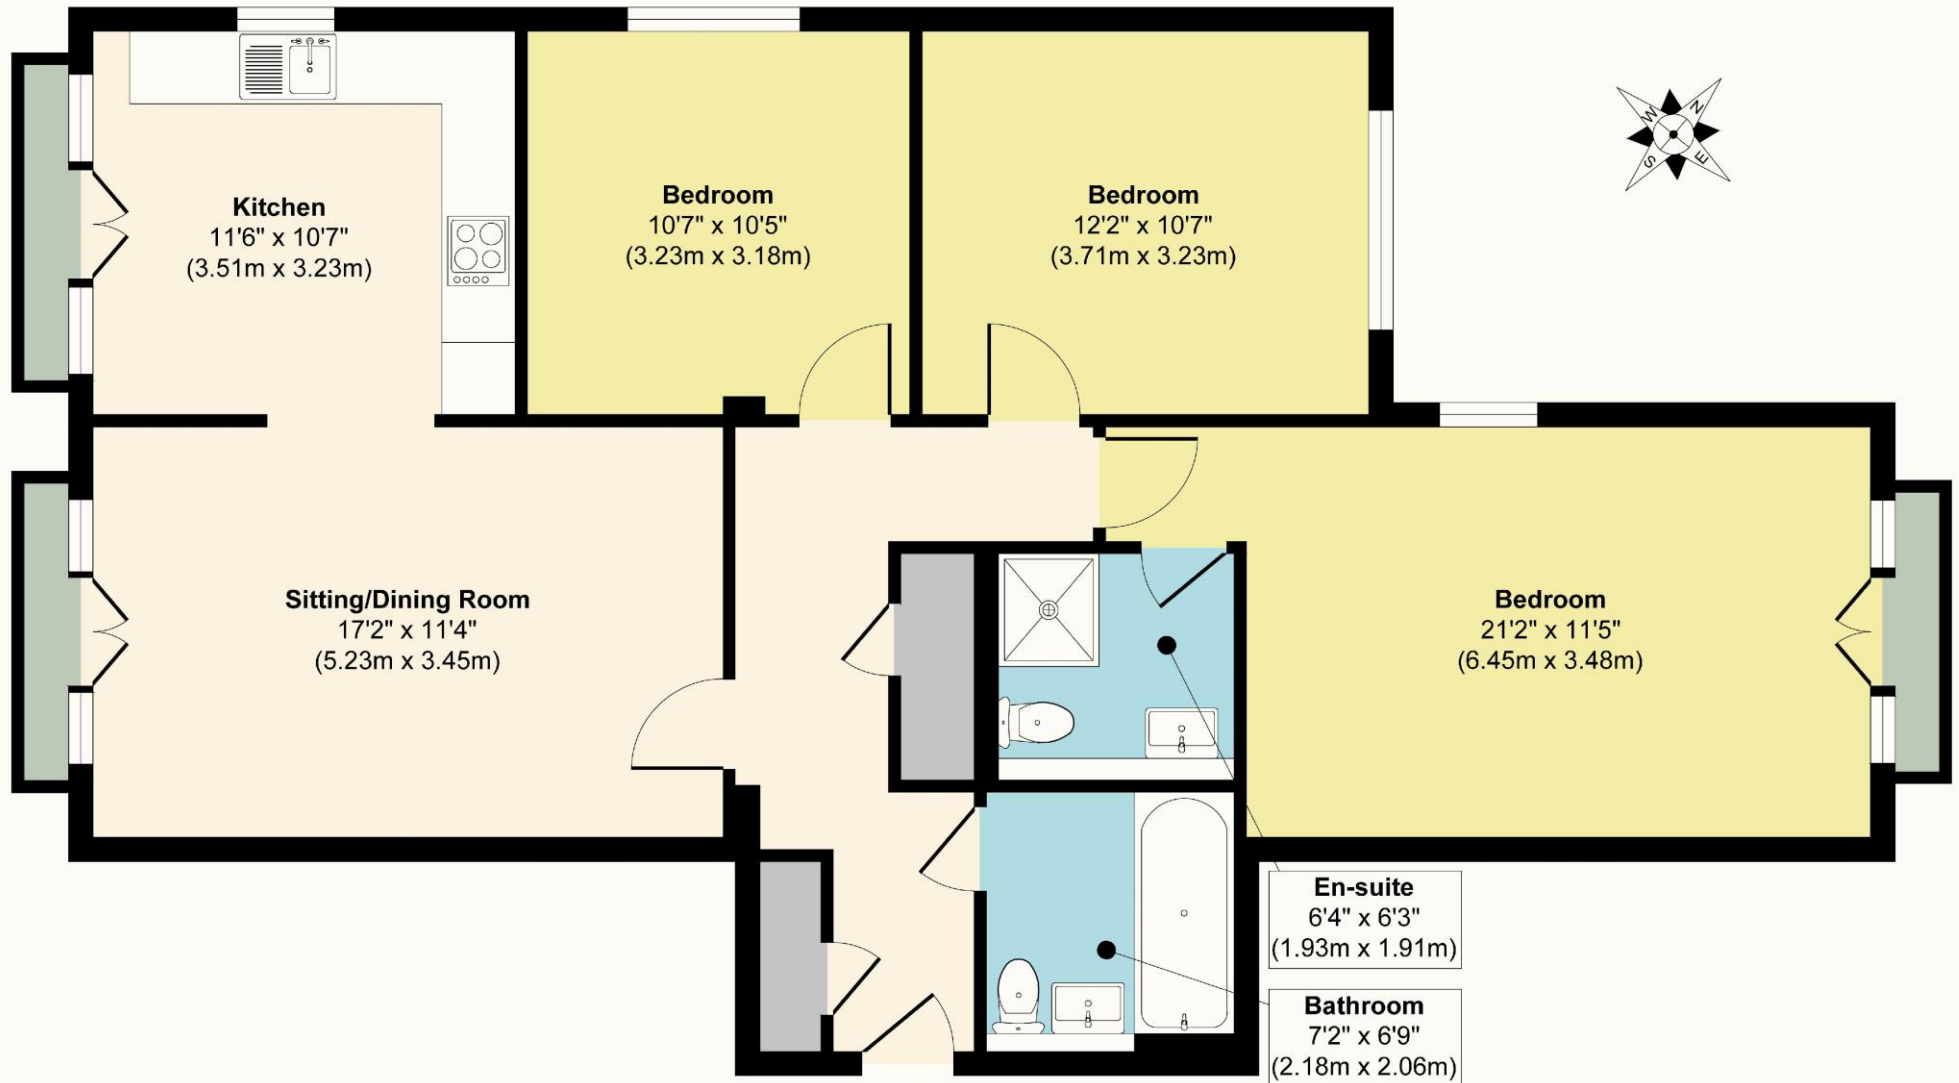 Kitchen
11'6" x 10'7"
(3.51m x 3.23m)
Bedroom
10'7" x 10'5"
(3.23m x 3.18m)
Bedroom
12'2" x 10'7"
(3.71m x 3.23m)
W
N
S
E
Sitting/Dining Room
17'2" x 11'4"
(5.23m x 3.45m)
Bedroom
21'2" x 11'5"
(6.45m x 3.48m)
En-suite
6'4" x 6'3"
(1.93m x 1.91m)
Bathroom
7'2" x 6'9"
(2.18m x 2.06m)